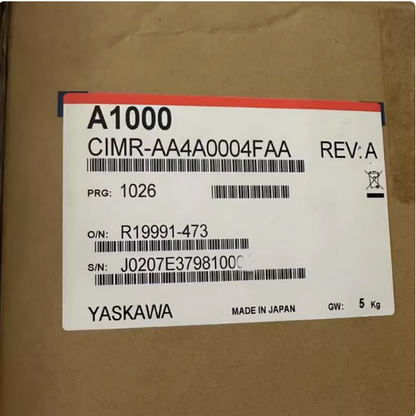 A1000
CIMR-AA4A0004FAA REV: A
PRG: 1026
O/N: R19991-473
S/N: J0207E37981000
YASKAWA MADE IN JAPAN GW: 5 Kg